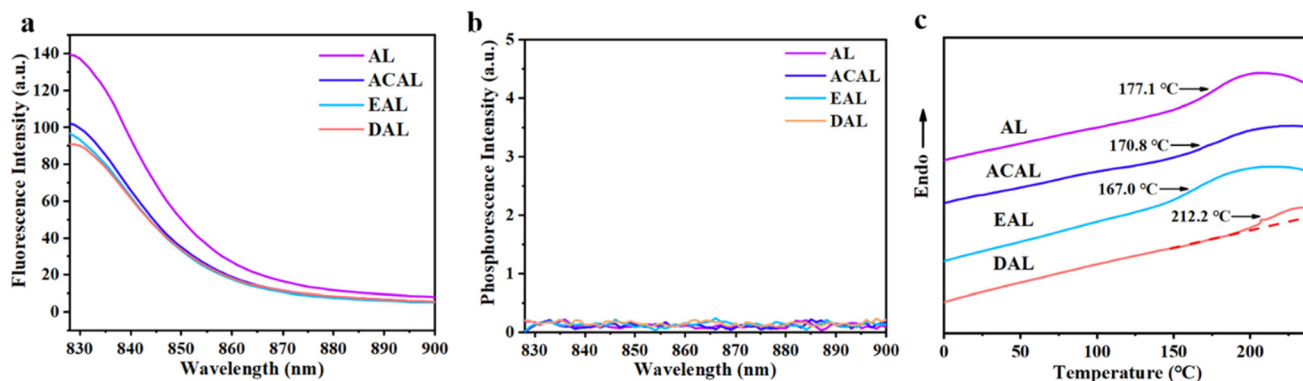 a
Fluorescence Intensity (a.u.)
140
120
100
80
60
40
20
0
AL
ACAL
EAL
DAL
830 840 850 860 870 880 890 900
Wavelength (nm)
b
Phosphorescence Intensity (a.u.)
5
4
3
2
1
0
AL
ACAL
EAL
DAL
830 840 850 860 870 880 890 900
Wavelength (nm)
c
Endo
177.1 °C
AL
170.8 °C
ACAL
167.0 °C
EAL
212.2 °C
DAL
0 50 100 150 200
Temperature (°C)